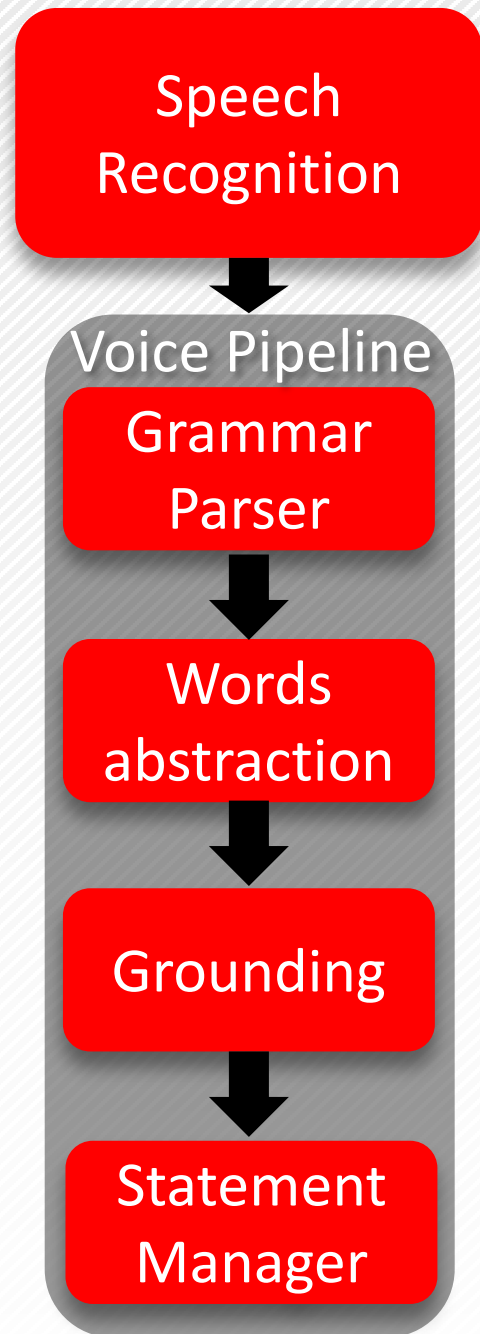 Speech
Recognition
Voice Pipeline
Grammar
Parser
Words
abstraction
Grounding
Statement
Manager